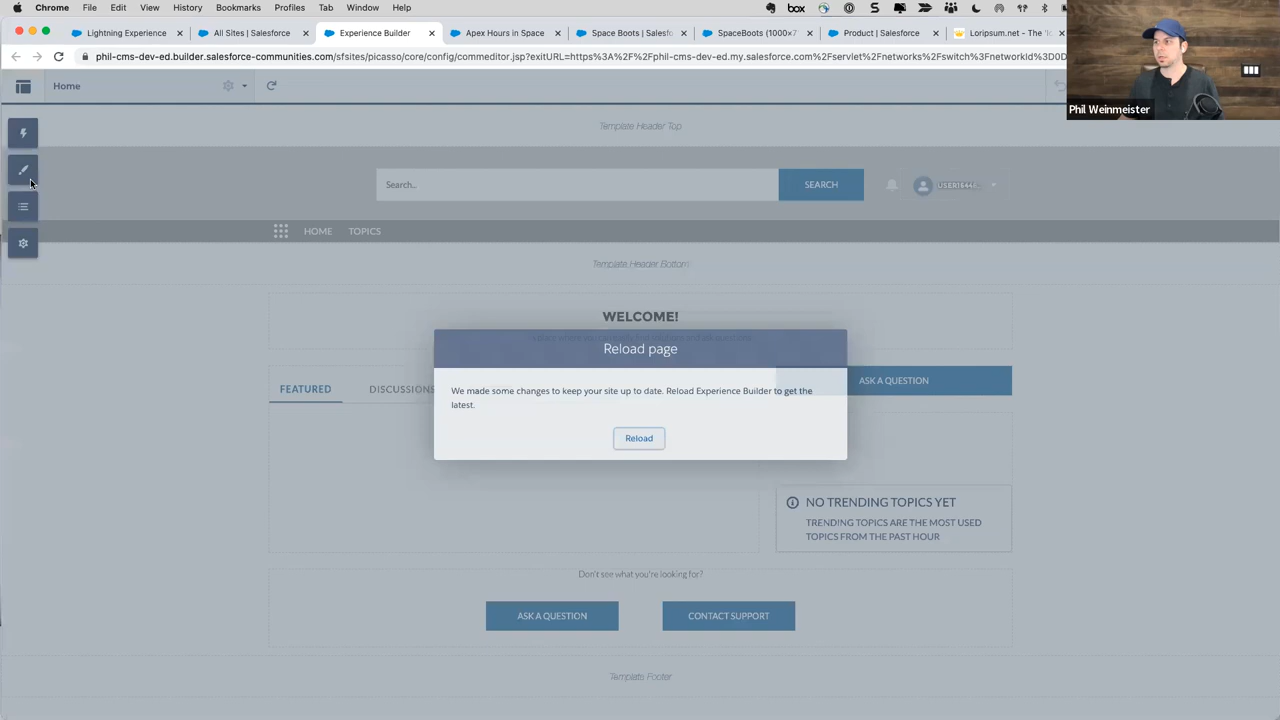 File Edit View History Bookmarks Profiles Tab Window Help
box
Lightning Experience
All Sites | Salesforce
Experience Builder
Apex Hours in Space
Space Boots | Salesfo
SpaceBoots (1000×7
Product | Salesforce
Loripsum.net - The 'lo
phil-cms-dev-ed.builder.salesforce-communities.com/sfsites/picasso/core/config/commeditor.jsp?exitURL=https%3A%2F%2Fphil-cms-dev-ed.my.salesforce.com%2Fservlet%2Fnetworks%2Fswitch%3FnetworkId%3D0D
Phil Weinmeister
Home
Template Header Top
Search...
SEARCH
HOME TOPICS
Template Header Bottom
WELCOME!
Reload page
FEATURED
DISCUSSIONS
ASK A QUESTION
We made some changes to keep your site up to date. Reload Experience Builder to get the
latest.
Reload
NO TRENDING TOPICS YET
TRENDING TOPICS ARE THE MOST USED
TOPICS FROM THE PAST HOUR
Don't see what you're looking for?
ASK A QUESTION
CONTACT SUPPORT
Template Footer